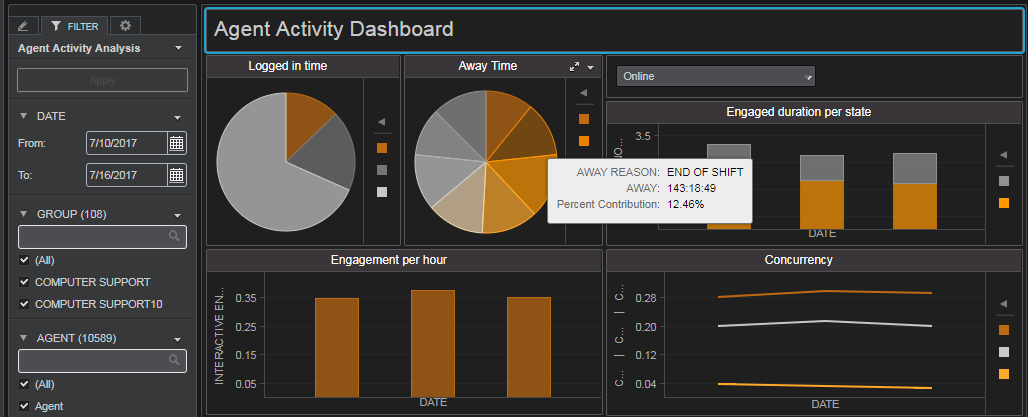 FILTER
Agent Activity Analysis
Apply
DATE
From: 7/10/2017
To: 7/16/2017
GROUP (108)
(All)
COMPUTER SUPPORT
COMPUTER SUPPORT10
AGENT (10589)
(All)
Agent
Agent Activity Dashboard
Logged in time
Away Time
Online
Engaged duration per state
3.5
NO...
DATE
AWAY REASON: END OF SHIFT
AWAY: 143:18:49
Percent Contribution: 12.46%
Engagement per hour
INTERACTIVE EN...
0.35
0.25
0.15
0.05
DATE
Concurrency
C... | C... | C...
0.28
0.20
0.12
0.04
DATE